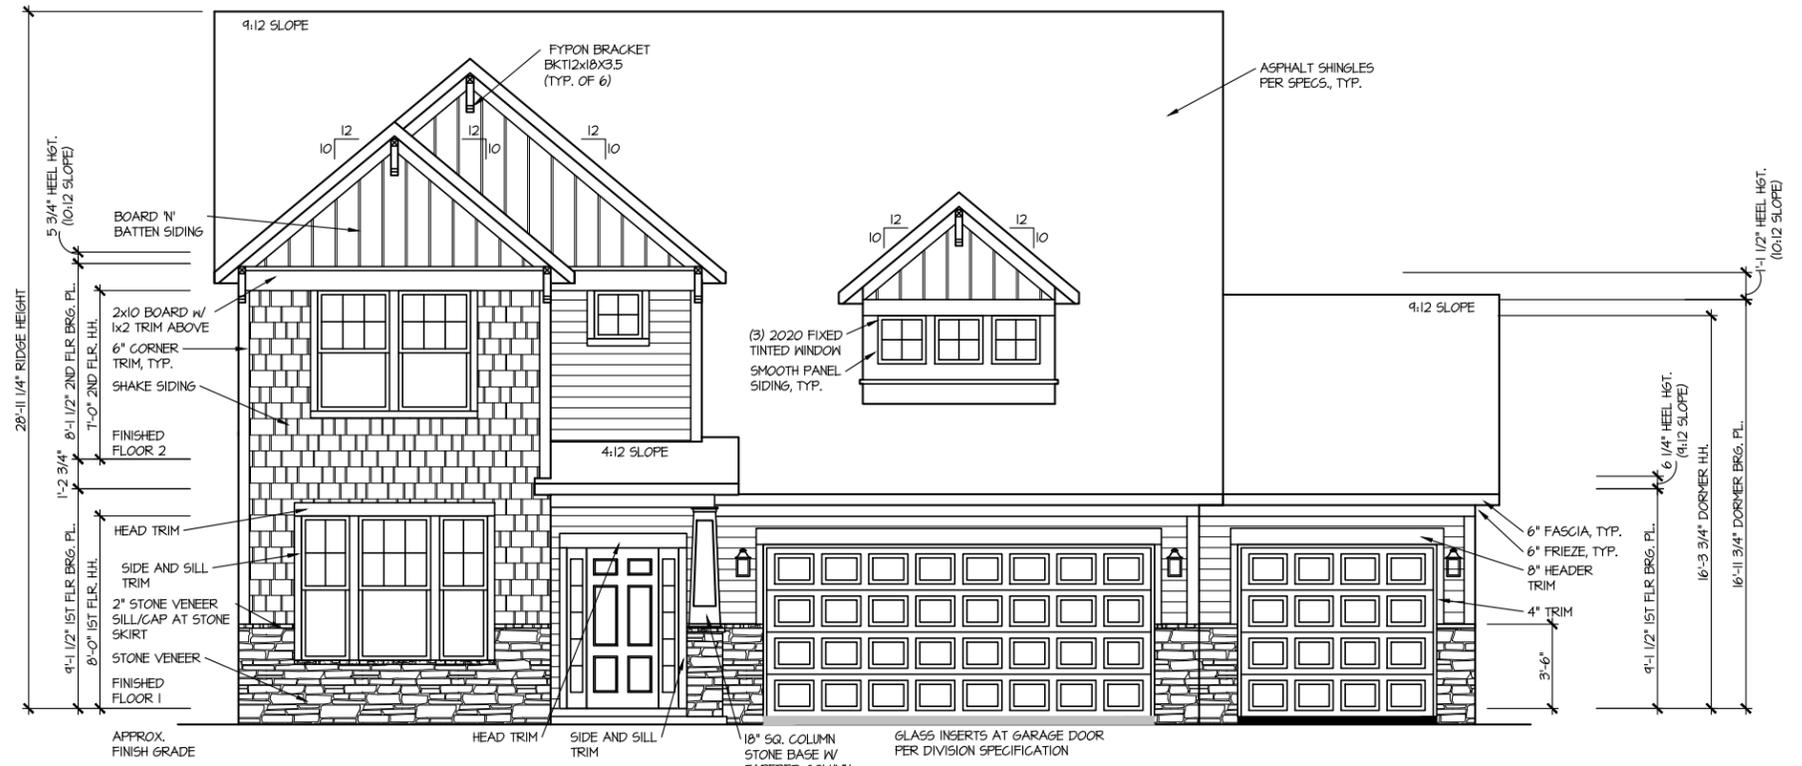 9:12 SLOPE
FYPON BRACKET
BKT12x18X3.5
(TYP. OF 6)
ASPHALT SHINGLES
PER SPECS., TYP.
12
10
12
10
12
10
5 3/4" HEEL HGT.
(10:12 SLOPE)
BOARD 'N'
BATTEN SIDING
12
10
12
10
1'-1 1/2" HEEL HGT.
(10:12 SLOPE)
28'-11 1/4" RIDGE HEIGHT
8'-1 1/2" 2ND FLR BRG. PL.
7'-0" 2ND FLR. H.H.
2x10 BOARD W/
1x2 TRIM ABOVE
6" CORNER
TRIM, TYP.
SHAKE SIDING
FINISHED
FLOOR 2
(3) 2020 FIXED
TINTED WINDOW
SMOOTH PANEL
SIDING, TYP.
9:12 SLOPE
6 1/4" HEEL HGT.
(9:12 SLOPE)
4:12 SLOPE
1'-2 3/4"
9'-1 1/2" 1ST FLR BRG. PL.
8'-0" 1ST FLR. H.H.
HEAD TRIM
SIDE AND SILL
TRIM
2" STONE VENEER
SILL/CAP AT STONE
SKIRT
STONE VENEER
FINISHED
FLOOR 1
APPROX.
FINISH GRADE
HEAD TRIM
SIDE AND SILL
TRIM
18" SQ. COLUMN
STONE BASE W/
GLASS INSERTS AT GARAGE DOOR
PER DIVISION SPECIFICATION
6" FASCIA, TYP.
6" FRIEZE, TYP.
8" HEADER
TRIM
4" TRIM
3'-6"
9'-1 1/2" 1ST FLR BRG. PL.
16'-3 3/4" DORMER H.H.
16'-11 3/4" DORMER BRG. PL.